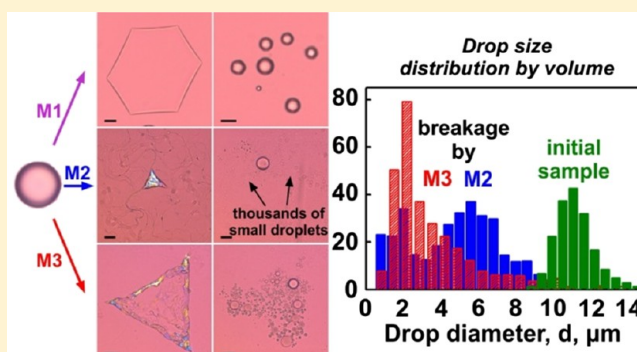 M1
M2
M3
thousands of
small droplets
Drop size
distribution by volume
breakage
by
M3 M2
initial
sample
80
60
40
20
0
0 2 4 6 8 10 12 14
Drop diameter, d, μm